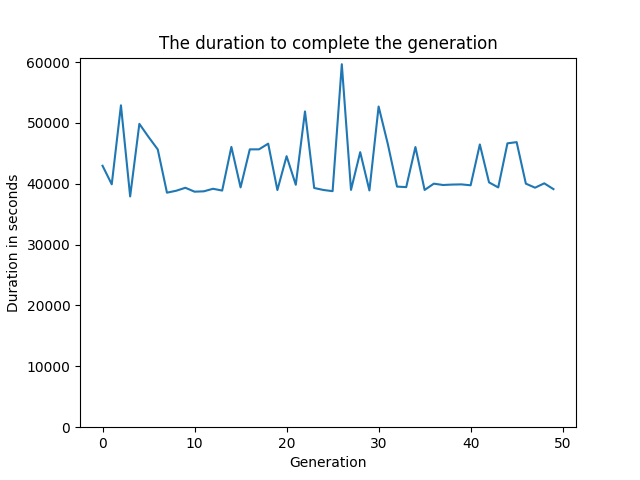 The duration to complete the generation
60000
50000
40000
30000
20000
10000
0
Duration in seconds
0 10 20 30 40 50
Generation